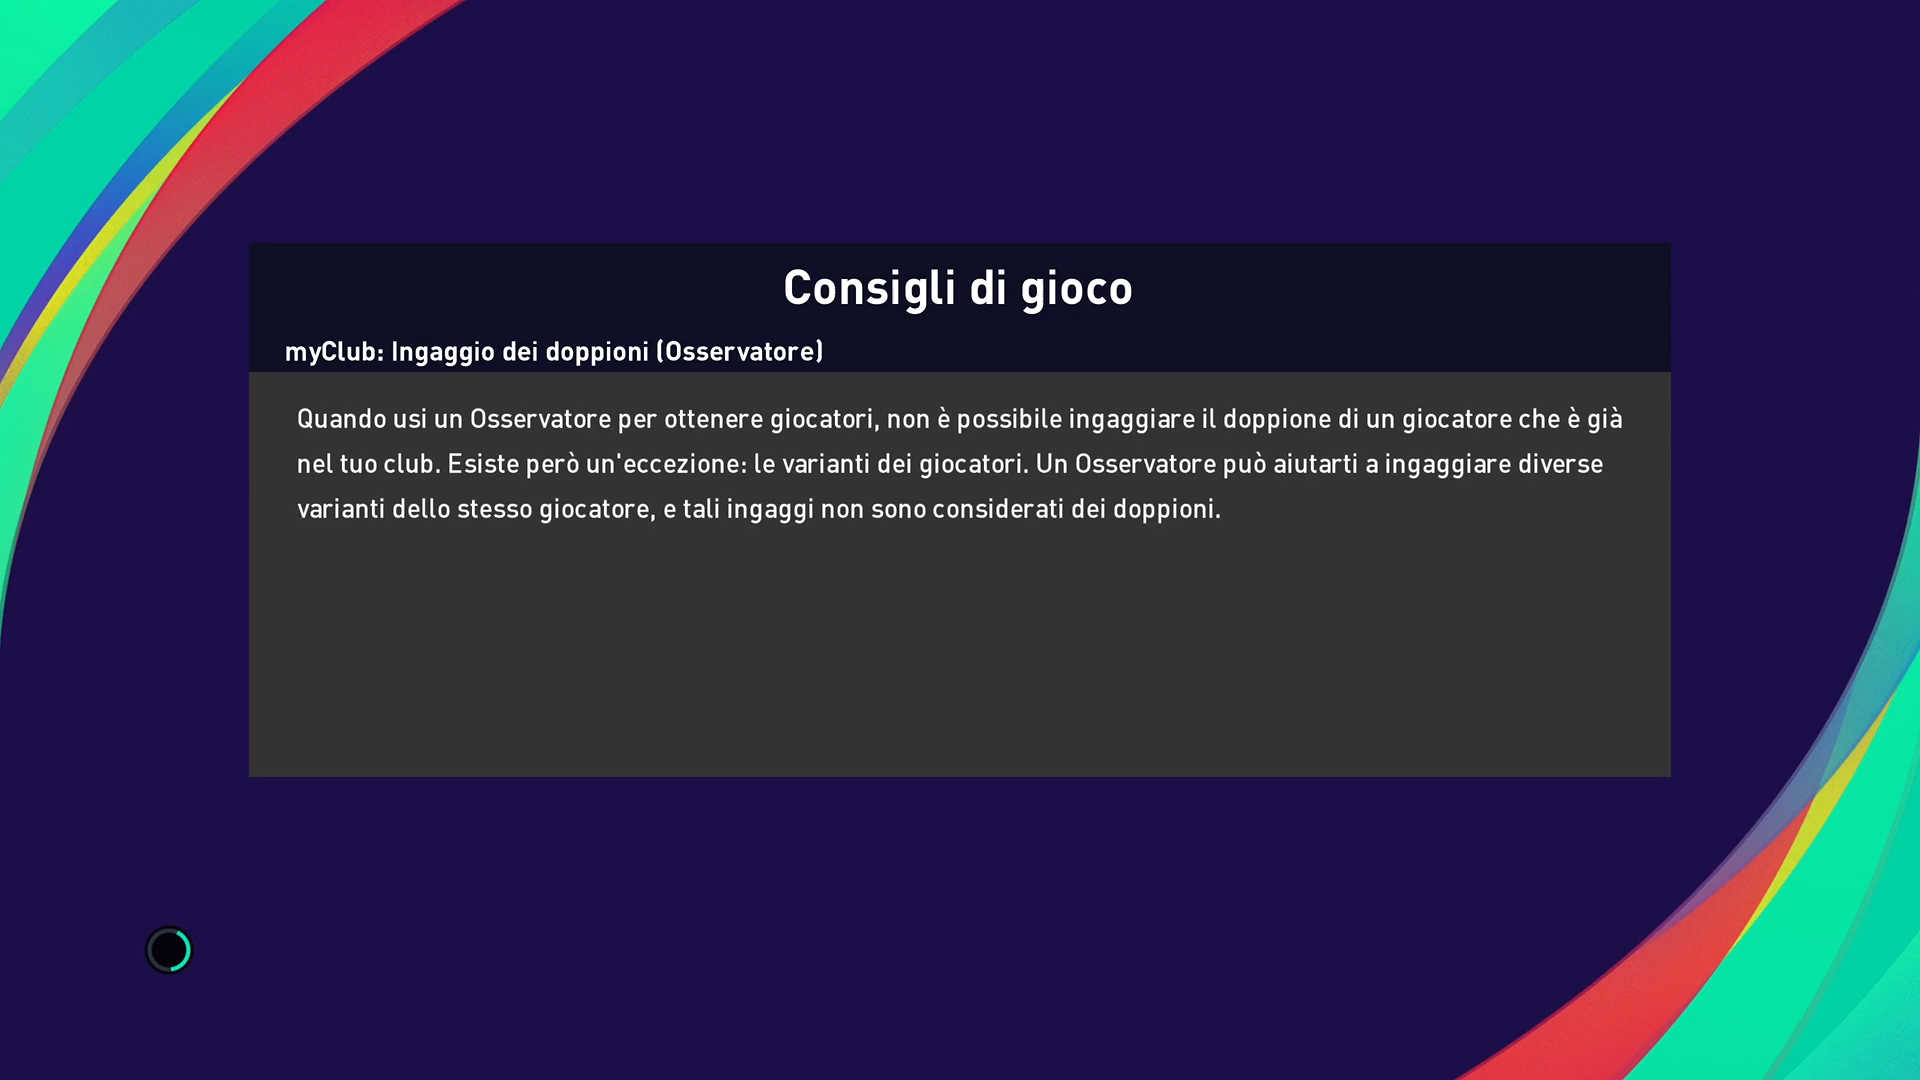 Consigli di gioco
myClub: Ingaggio dei doppioni (Osservatore)
Quando usi un Osservatore per ottenere giocatori, non è possibile ingaggiare il doppione di un giocatore che è già
nel tuo club. Esiste però un'eccezione: le varianti dei giocatori. Un Osservatore può aiutarti a ingaggiare diverse
varianti dello stesso giocatore, e tali ingaggi non sono considerati dei doppioni.